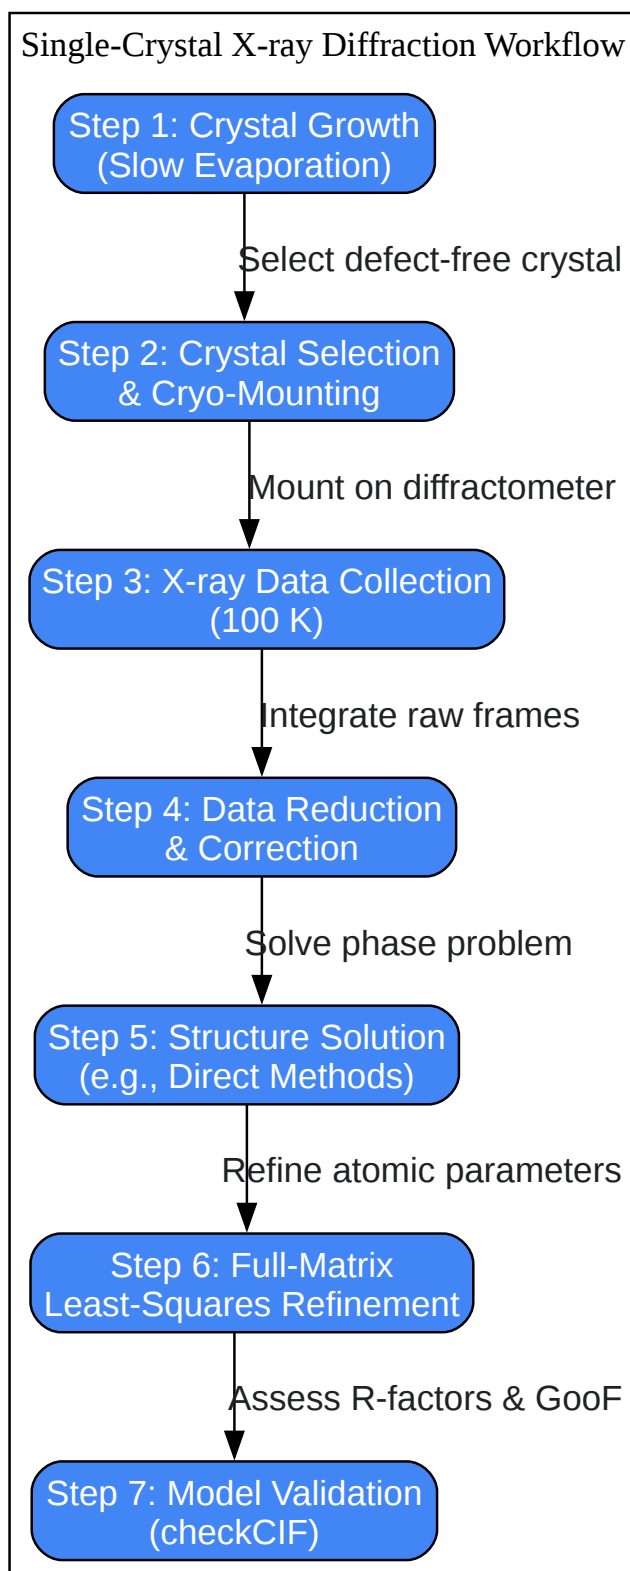 Single-Crystal X-ray Diffraction Workflow
Step 1: Crystal Growth
(Slow Evaporation)
Select defect-free crystal
Step 2: Crystal Selection
& Cryo-Mounting
Mount on diffractometer
Step 3: X-ray Data Collection
(100 K)
Integrate raw frames
Step 4: Data Reduction
& Correction
Solve phase problem
Step 5: Structure Solution
(e.g., Direct Methods)
Refine atomic parameters
Step 6: Full-Matrix
Least-Squares Refinement
Assess R-factors & GooF
Step 7: Model Validation
(checkCIF)